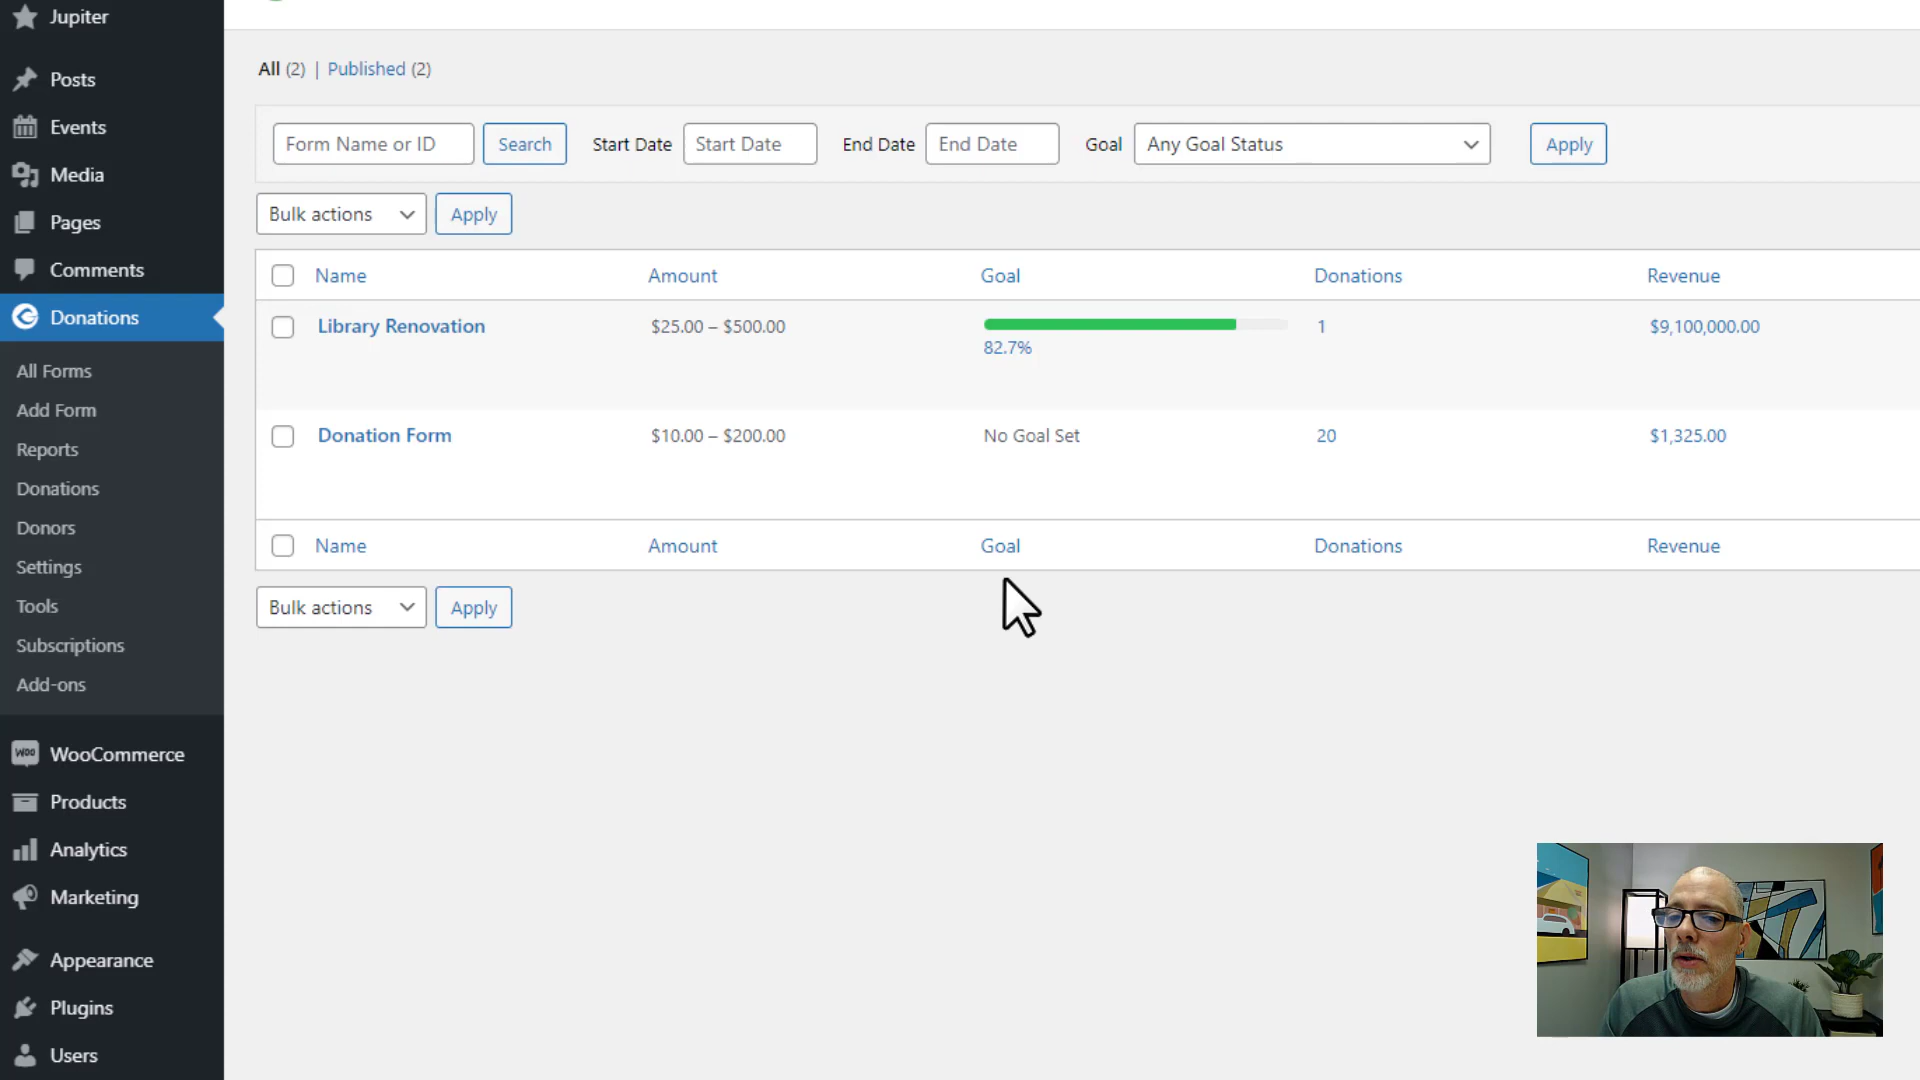 Jupiter
Posts
Events
Media
Pages
Comments
Donations
All Forms
Add Form
Reports
Donations
Donors
Settings
Tools
Subscriptions
Add-ons
WooCommerce
Products
Analytics
Marketing
Appearance
Plugins
Users
All (2) | Published (2)
Form Name or ID Search Start Date Start Date End Date End Date Goal Any Goal Status Apply
Bulk actions Apply
Name Amount Goal Donations Revenue
Library Renovation $25.00 – $500.00 1 $9,100,000.00
82.7%
Donation Form $10.00 – $200.00 No Goal Set 20 $1,325.00
Name Amount Goal Donations Revenue
Bulk actions Apply